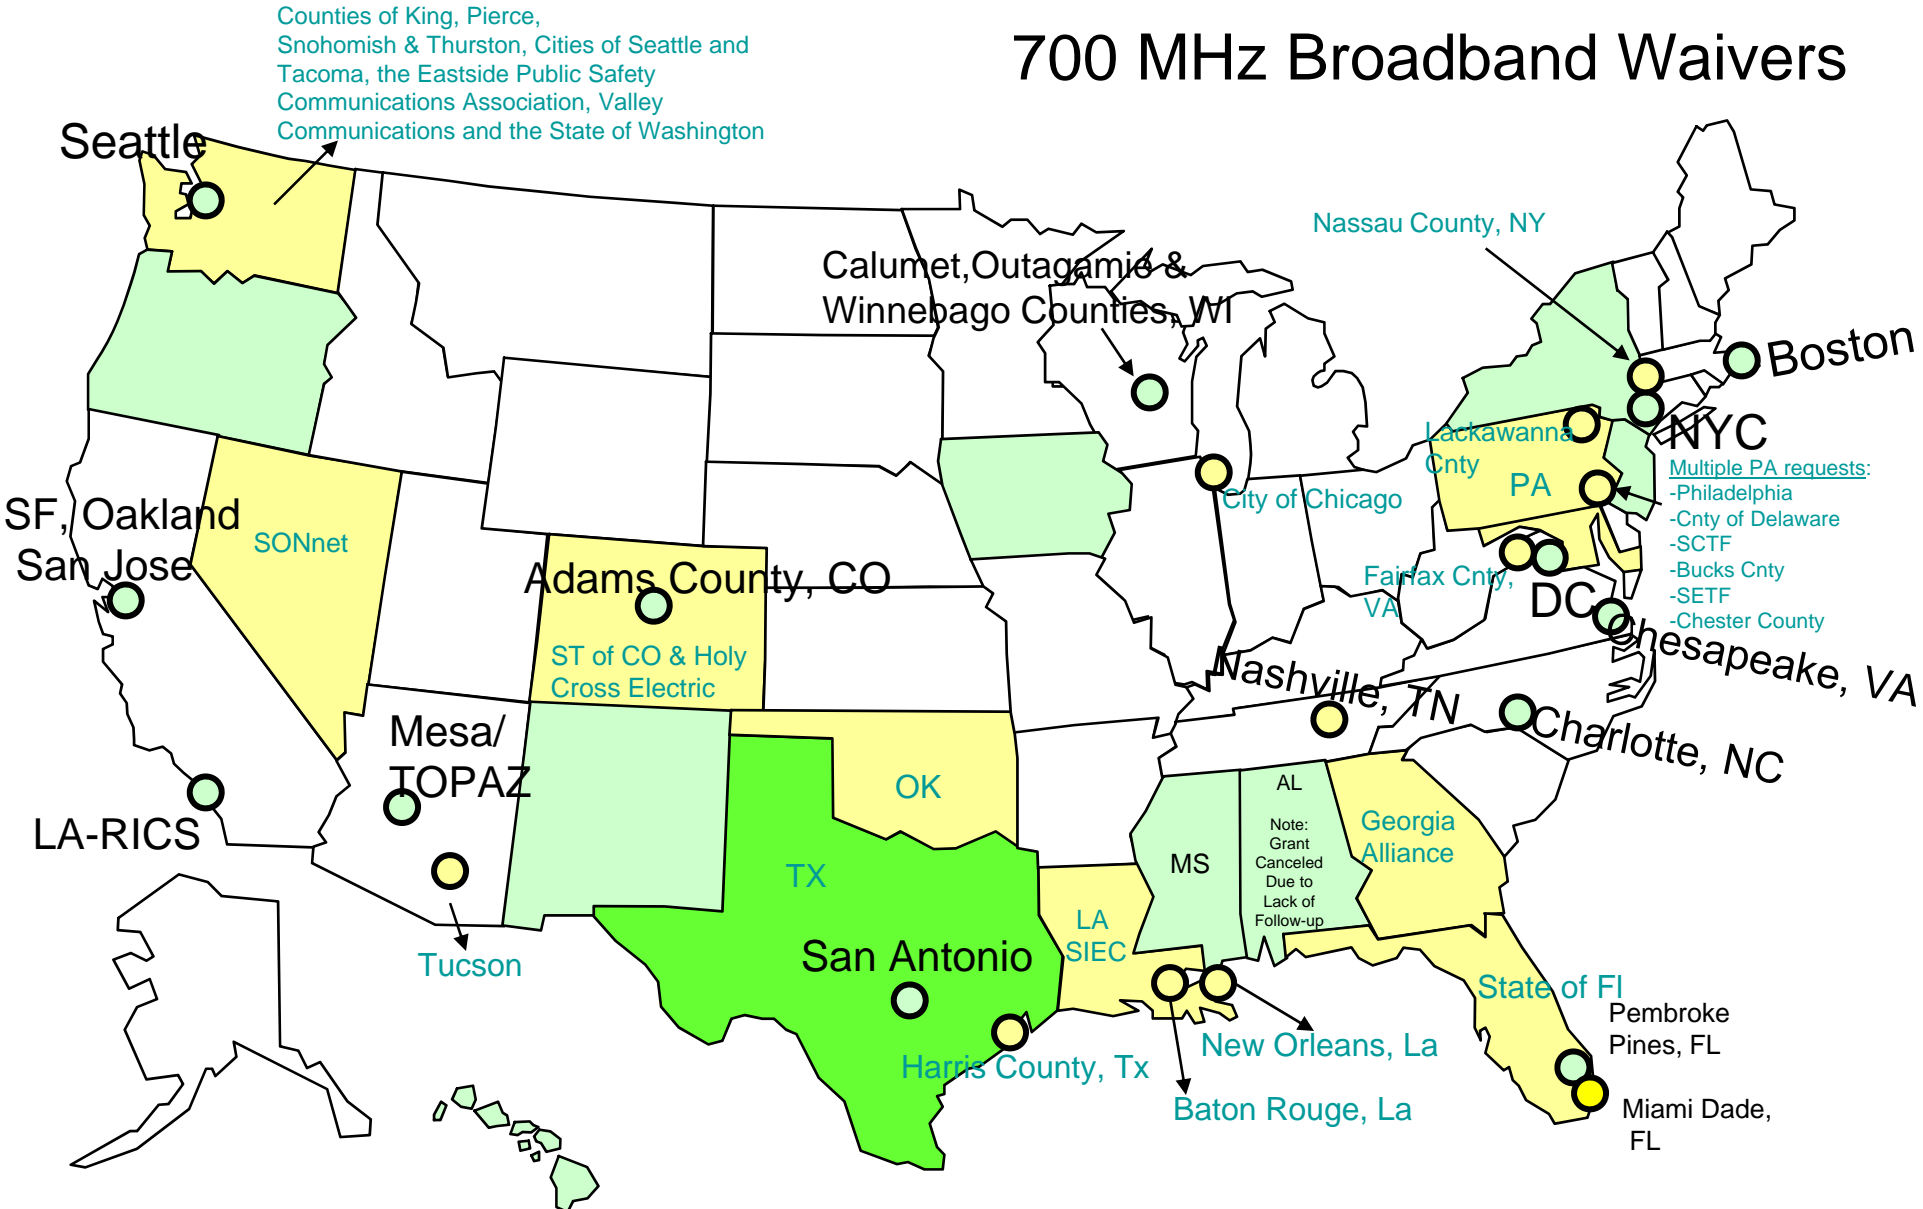 Counties of King, Pierce,
Snohomish & Thurston, Cities of Seattle and
Tacoma, the Eastside Public Safety
Communications Association, Valley
Communications and the State of Washington
700 MHz Broadband Waivers
Seattle
Nassau County, NY
Calumet,Outagamie &
Winnebago Counties, WI
Boston
NYC
Lackawanna
Cnty
PA
Multiple PA requests:
-Philadelphia
-Cnty of Delaware
-SCTF
-Bucks Cnty
-SETF
-Chester County
City of Chicago
SF, Oakland
San Jose
SONnet
Adams County, CO
ST of CO & Holy
Cross Electric
Fairfax Cnty,
VA
DC
Chesapeake, VA
Nashville, TN
Charlotte, NC
Mesa/
TOPAZ
LA-RICS
OK
TX
Tucson
San Antonio
Harris County, Tx
LA
SIEC
MS
AL
Note:
Grant
Canceled
Due to
Lack of
Follow-up
Georgia
Alliance
State of Fl
New Orleans, La
Baton Rouge, La
Pembroke
Pines, FL
Miami Dade,
FL